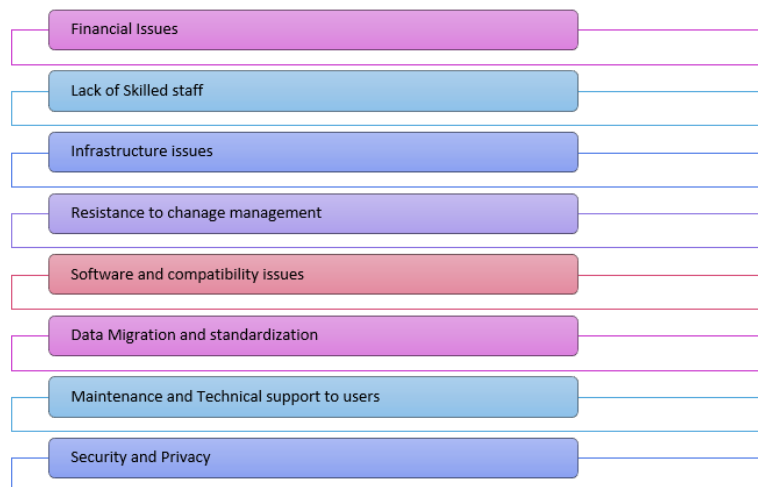 Financial Issues
Lack of Skilled staff
Infrastructure issues
Resistance to chanage management
Software and compatibility issues
Data Migration and standardization
Maintenance and Technical support to users
Security and Privacy